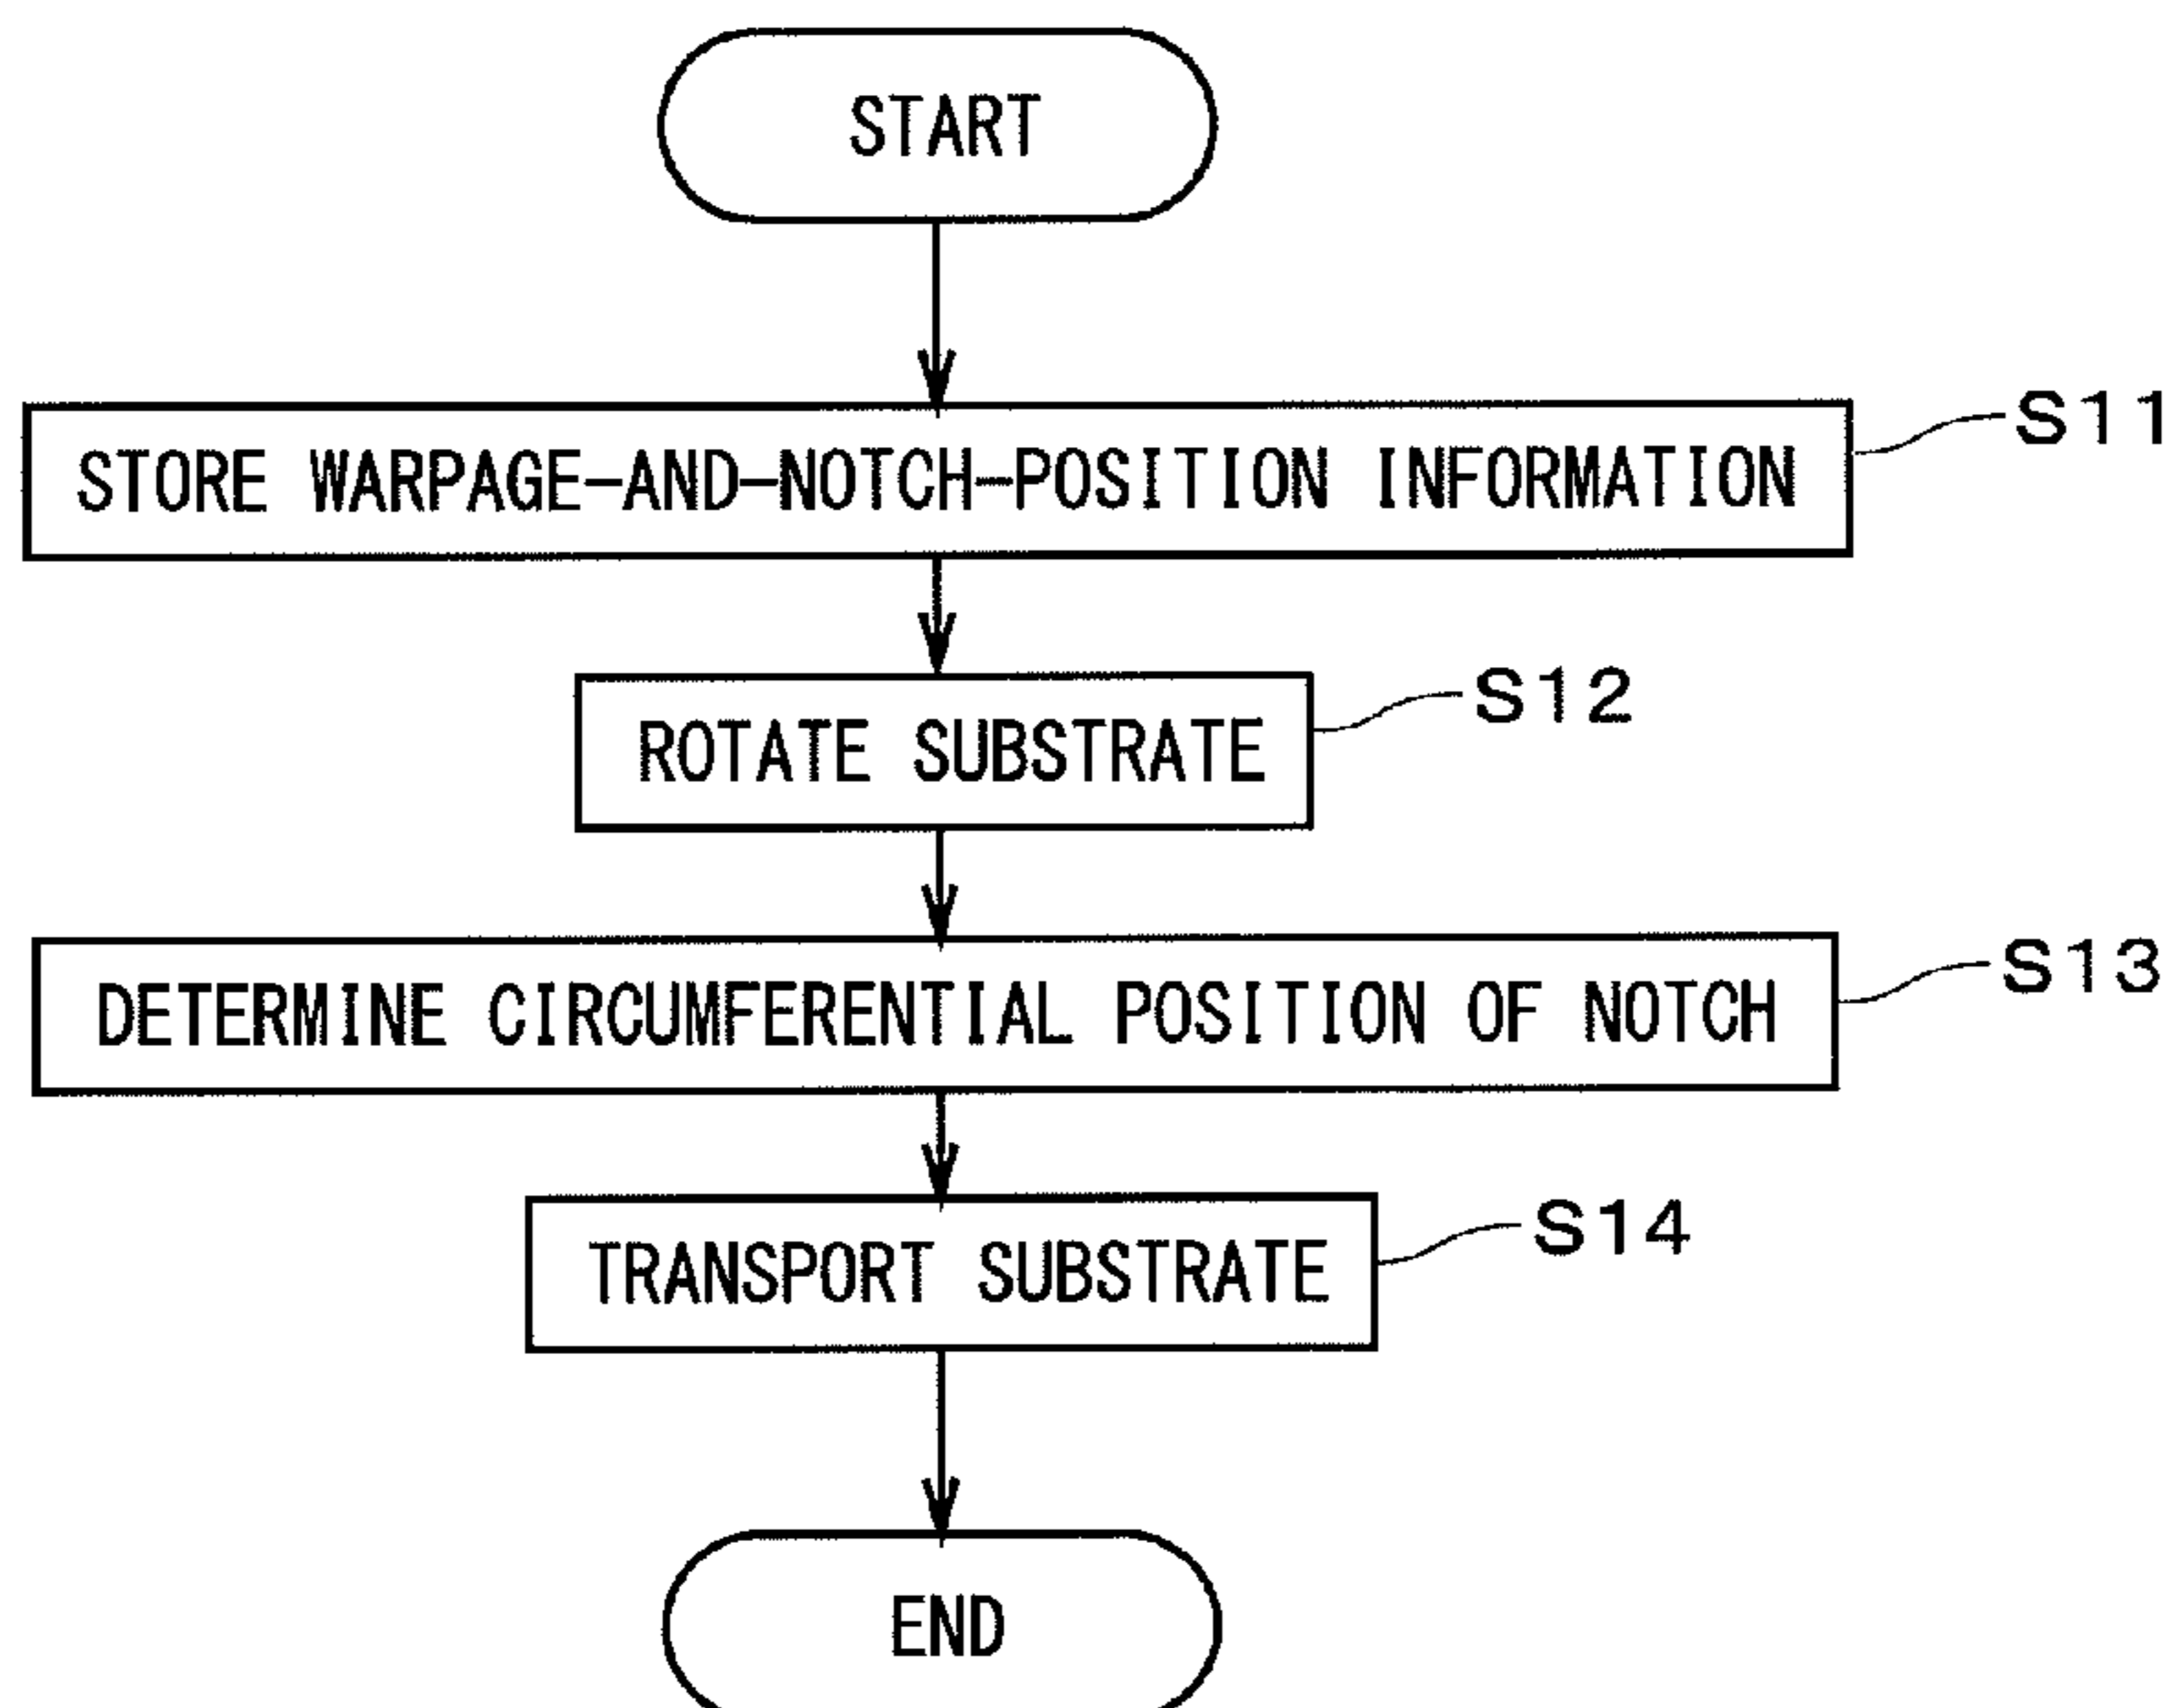 START
STORE WARPAGE-AND-NOTCH-POSITION INFORMATION
S11
ROTATE SUBSTRATE
S12
DETERMINE CIRCUMFERENTIAL POSITION OF NOTCH
S13
TRANSPORT SUBSTRATE
S14
END